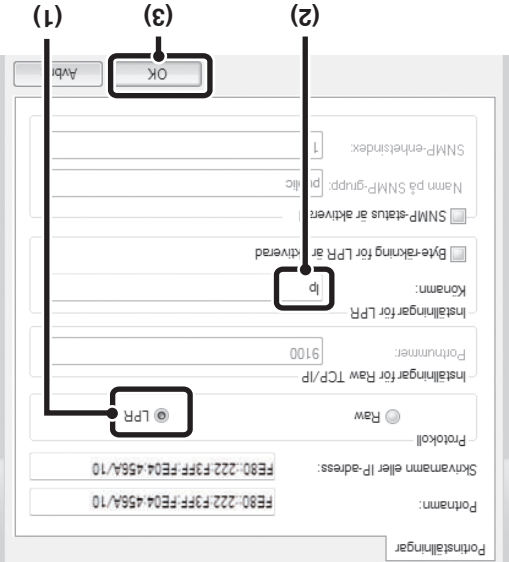 Portinställningar
Portnamn: FE80::222:F3FF:FE04:456A/10
Skrivarnamn eller IP-adress: FE80::222:F3FF:FE04:456A/10
Protokoll
Raw LPR
Inställningar för Raw TCP/IP
Portnummer: 9100
Inställningar för LPR
Könamn: lp
Byte-räkning för LPR är aktiverad
SNMP-status är aktiverad
Namn på SNMP-grupp: public
SNMP-enhetsindex: 1
OK
(1) (3) (2)